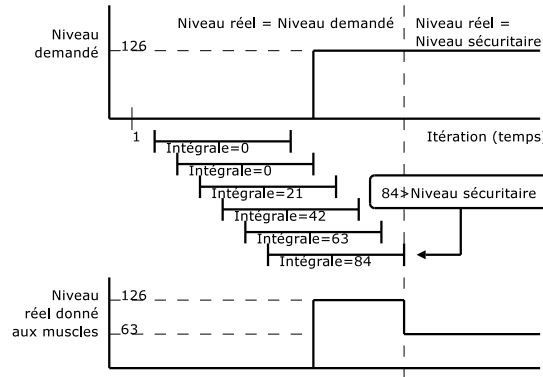 Niveau réel = Niveau demandé
Niveau réel =
Niveau sécuritaire
Niveau
demandé
126
1
Itération (temps)
Intégrale=0
Intégrale=0
Intégrale=21
Intégrale=42
Intégrale=63
Intégrale=84
84>Niveau sécuritaire
Niveau
réel donné
aux muscles
126
63